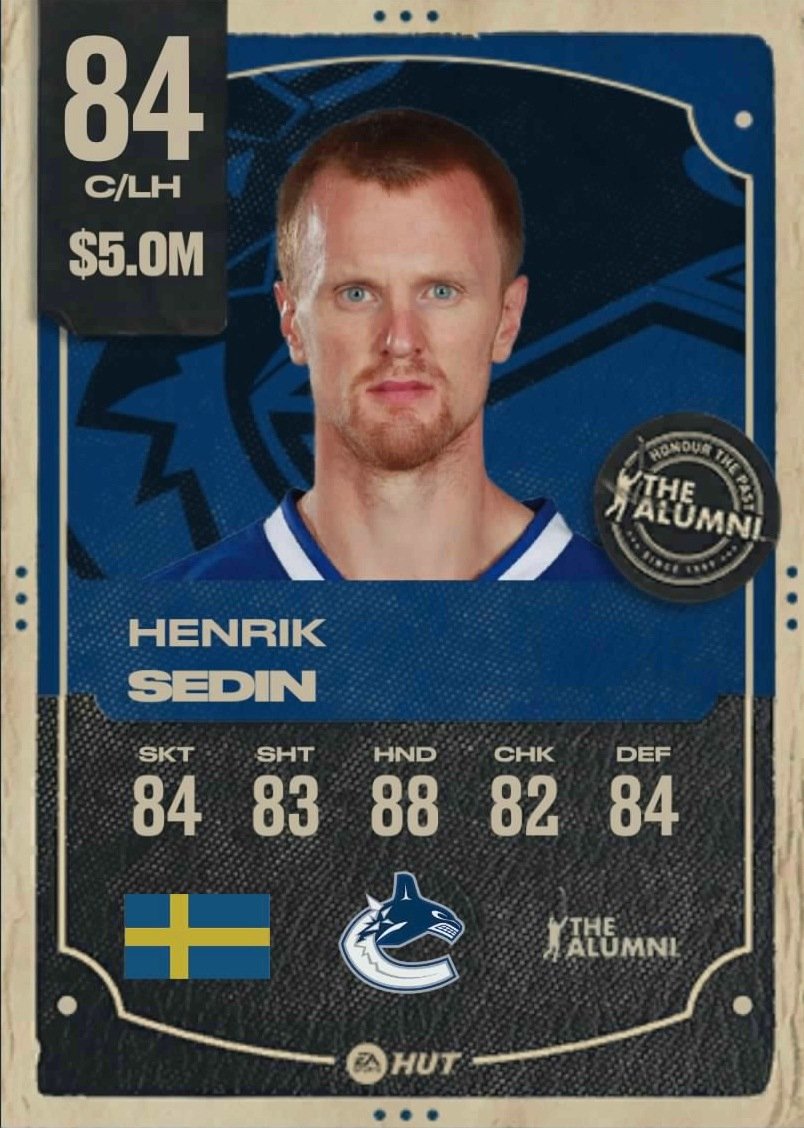 84
C/LH
$5.0M
HONOUR THE PAST
THE
ALUMNI
HENRIK
SEDIN
SKT SHT HND CHK DEF
84 83 88 82 84
THE
ALUMNI
EA HUT